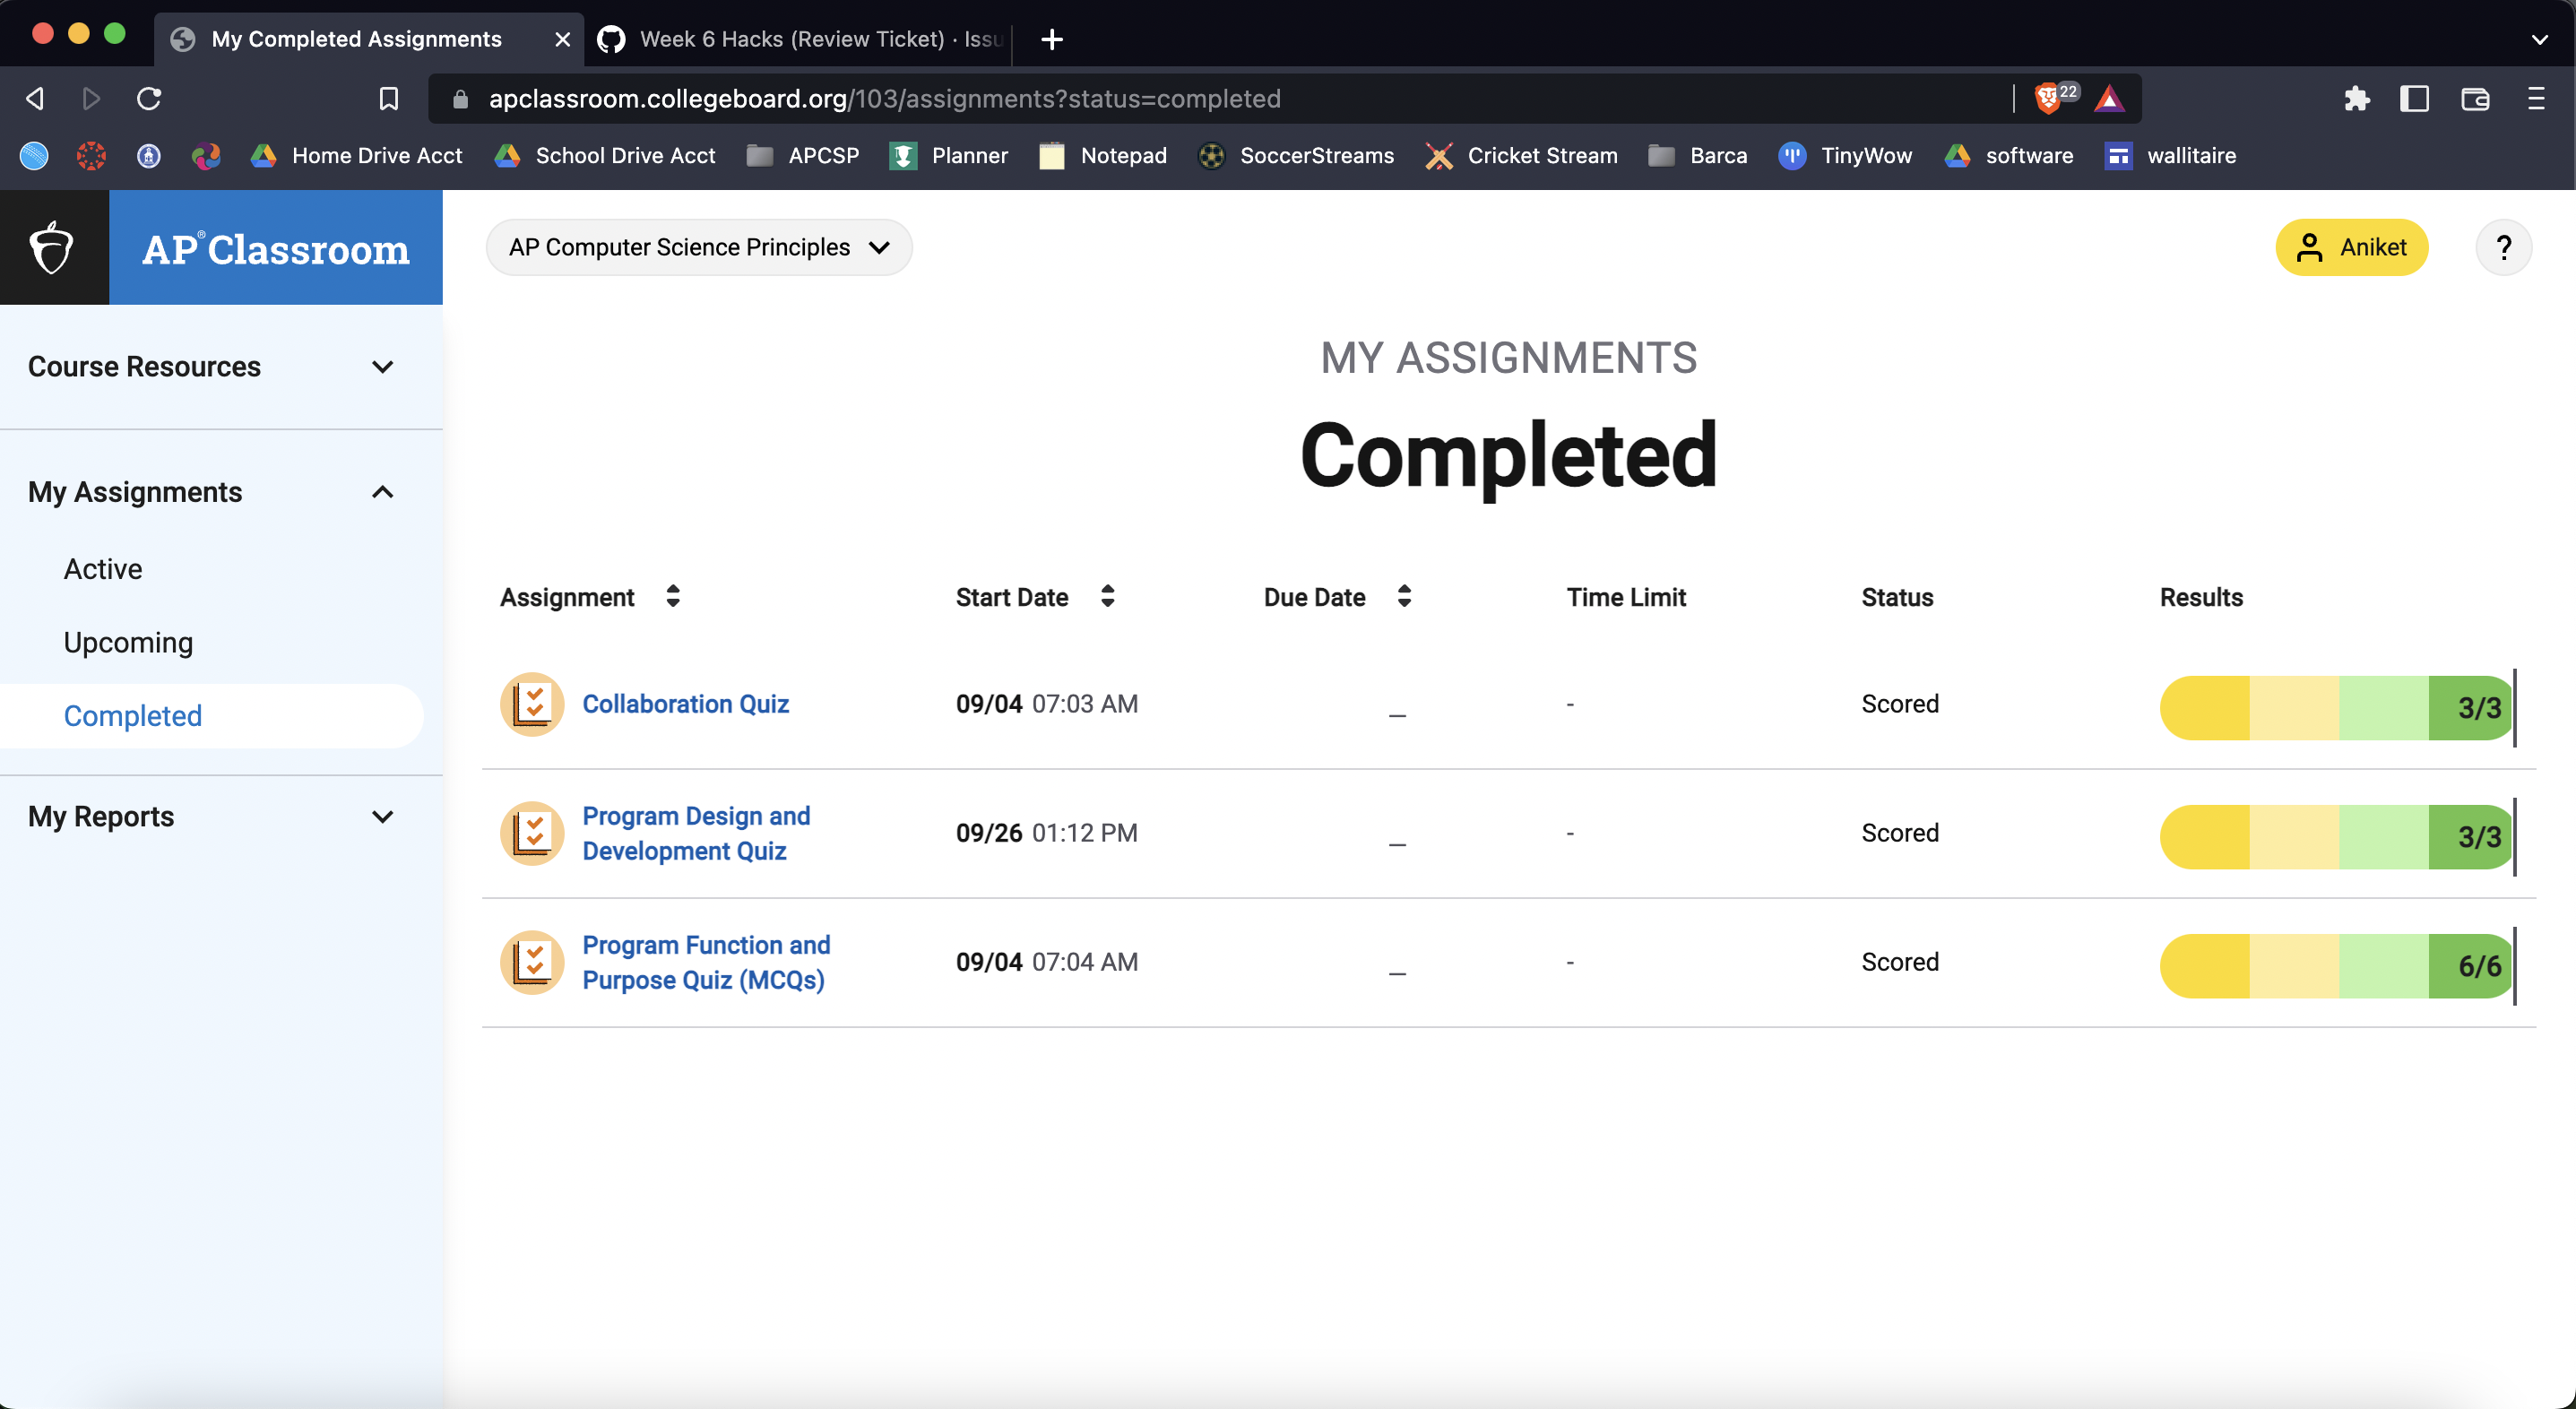 My Completed Assignments
Week 6 Hacks (Review Ticket) · Issu
apclassroom.collegeboard.org/103/assignments?status=completed
22
Home Drive Acct School Drive Acct APCSP Planner Notepad SoccerStreams Cricket Stream Barca TinyWow software wallitaire
AP® Classroom
AP Computer Science Principles
Aniket
?
Course Resources
My Assignments
Active
Upcoming
Completed
My Reports
MY ASSIGNMENTS
Completed
Assignment Start Date Due Date Time Limit Status Results
Collaboration Quiz 09/04 07:03 AM _ - Scored 3/3
Program Design and
Development Quiz 09/26 01:12 PM _ - Scored 3/3
Program Function and
Purpose Quiz (MCQs) 09/04 07:04 AM _ - Scored 6/6